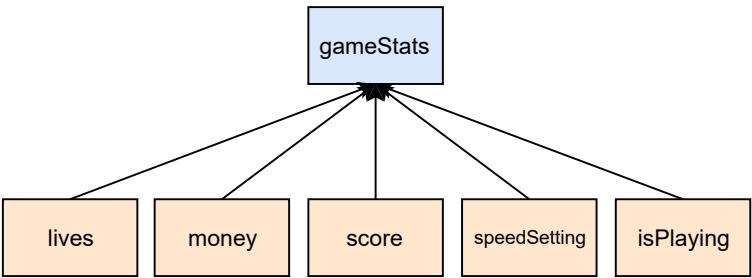 gameStats
lives
money
score
speedSetting
isPlaying